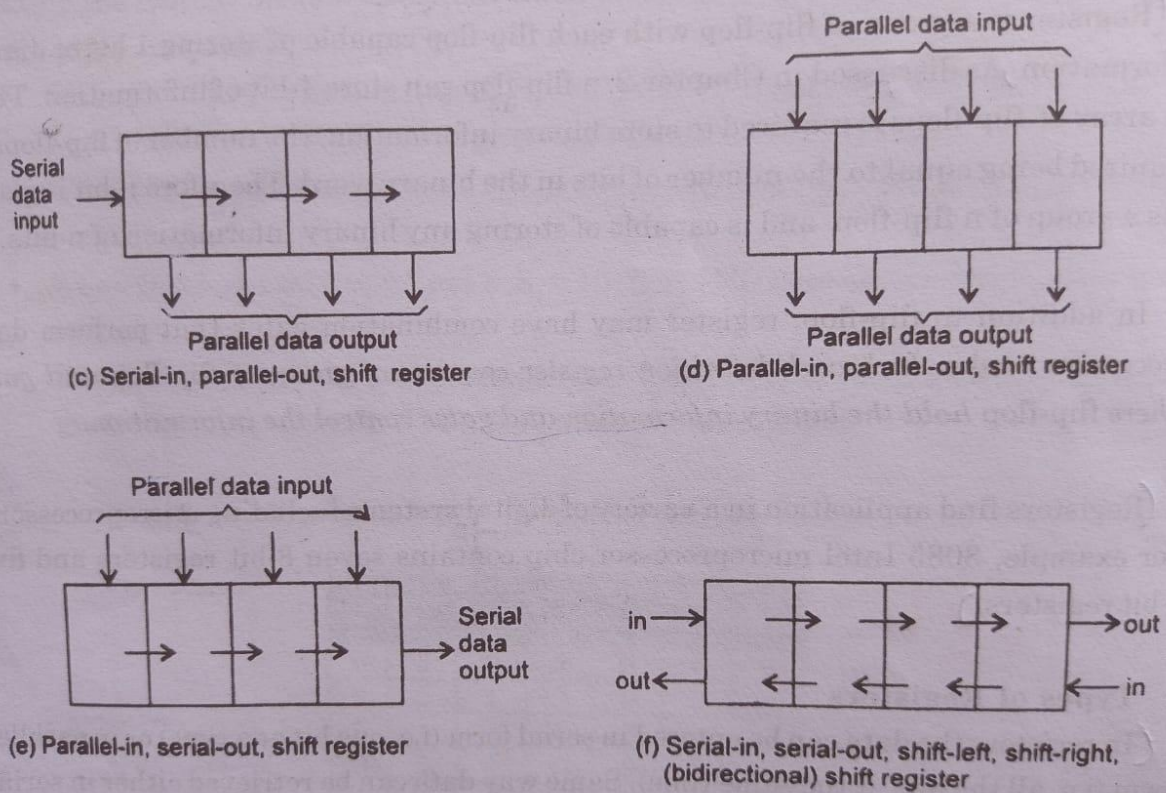 Serial
data
input
Parallel data output
(c) Serial-in, parallel-out, shift register
Parallel data input
Parallel data output
(d) Parallel-in, parallel-out, shift register
Parallel data input
Serial
data
output
(e) Parallel-in, serial-out, shift register
in
out
out
in
(f) Serial-in, serial-out, shift-left, shift-right,
(bidirectional) shift register